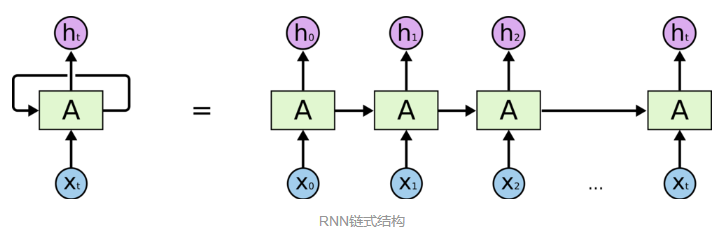 ht h0 h1 h2 ht
A = A A A A
xt x0 x1 x2 ... xt
RNN链式结构